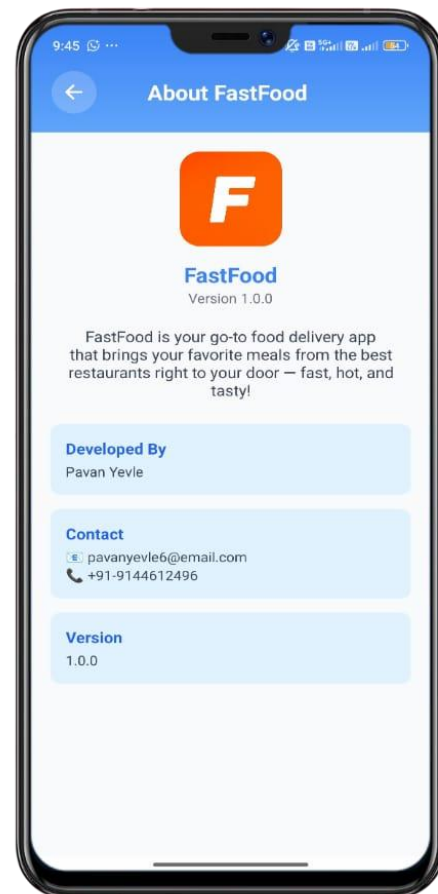 9:45
About FastFood
F
FastFood
Version 1.0.0
FastFood is your go-to food delivery app
that brings your favorite meals from the best
restaurants right to your door — fast, hot, and
tasty!
Developed By
Pavan Yevle
Contact
pavanyevle6@email.com
+91-9144612496
Version
1.0.0